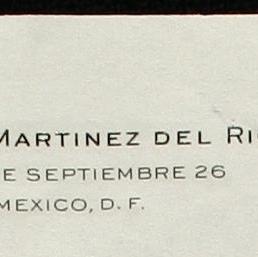 MARTINEZ DEL RI
E SEPTIEMBRE 26
MEXICO, D. F.